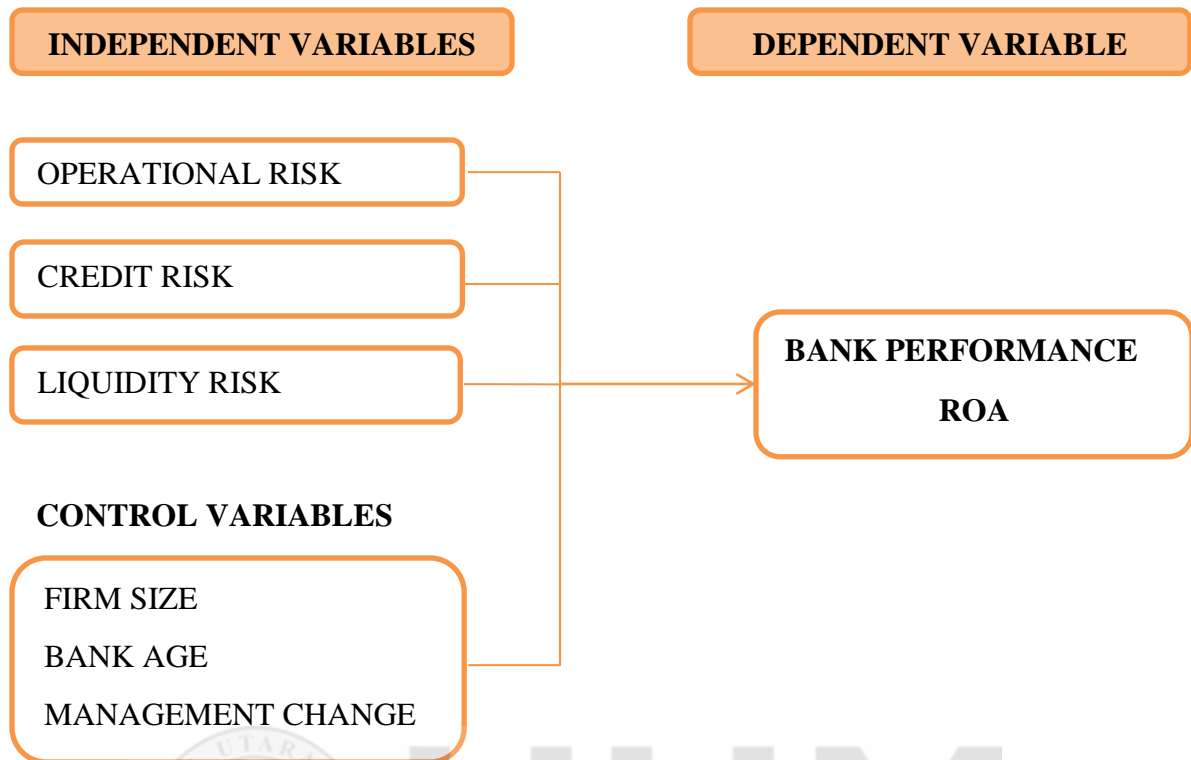 INDEPENDENT VARIABLES
DEPENDENT VARIABLE
OPERATIONAL RISK
CREDIT RISK
LIQUIDITY RISK
BANK PERFORMANCE
ROA
CONTROL VARIABLES
FIRM SIZE
BANK AGE
MANAGEMENT CHANGE
UTARA